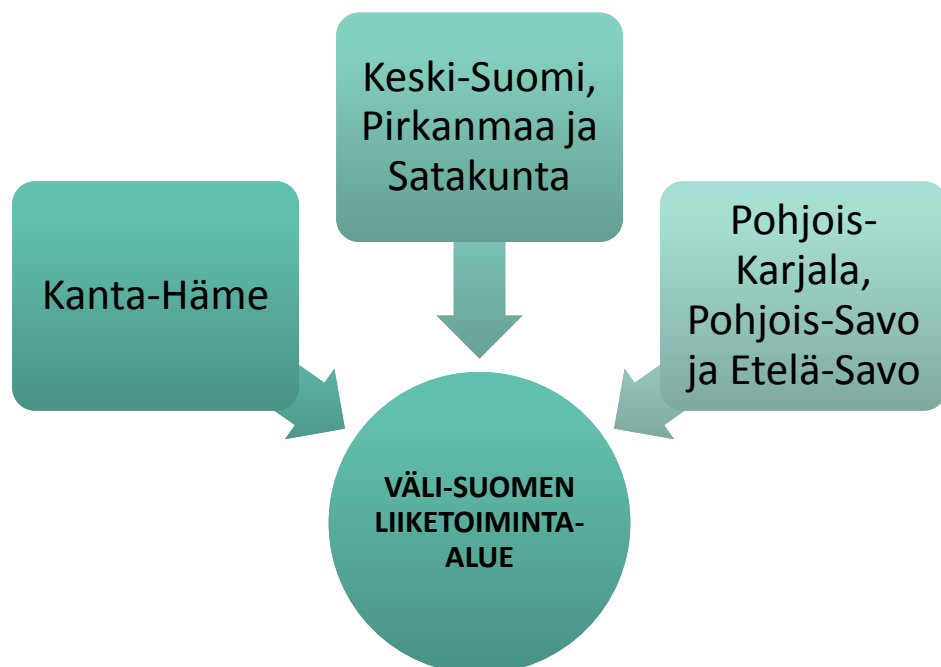 Kanta-Häme
Keski-Suomi,
Pirkanmaa ja
Satakunta
Pohjois-
Karjala,
Pohjois-Savo
ja Etelä-Savo
VÄLI-SUOMEN
LIIKETOIMINTA-
ALUE